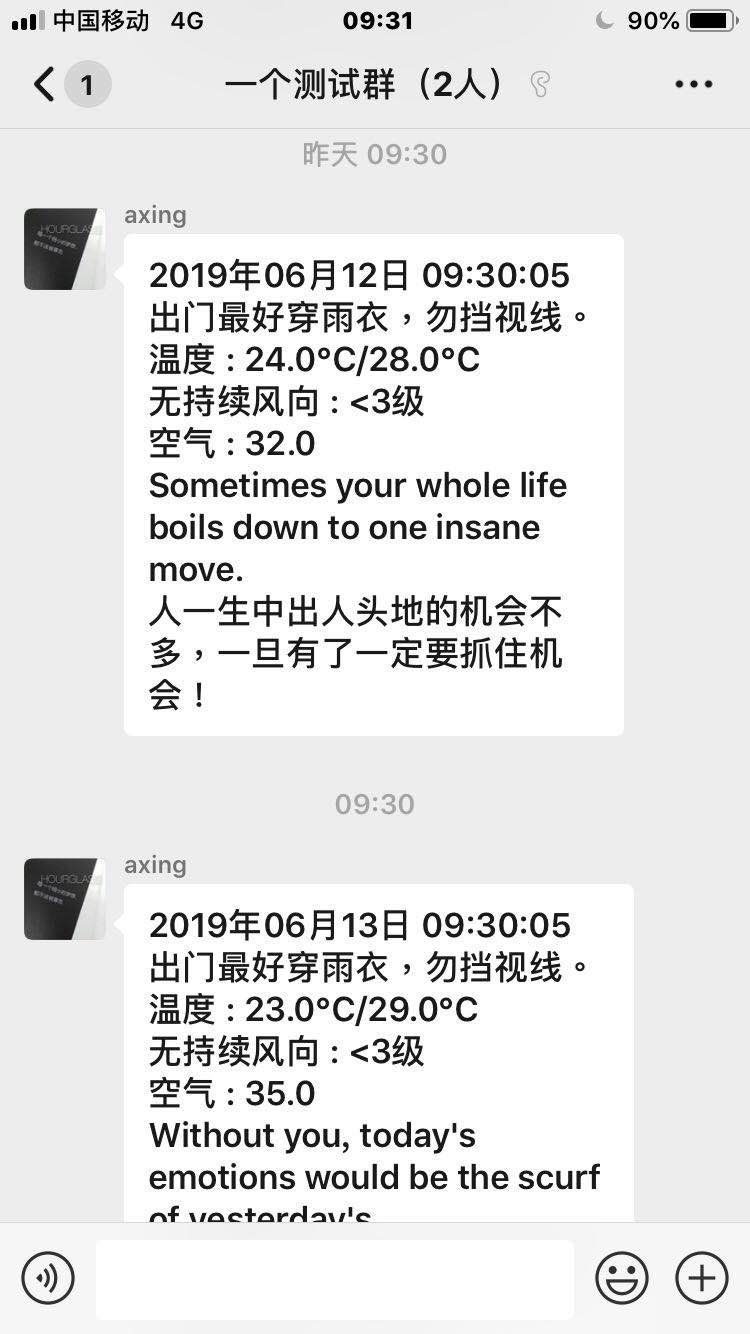 中国移动 4G 09:31 90%
1 一个测试群（2人）
昨天 09:30
axing
HOURGLAS
2019年06月12日 09:30:05
出门最好穿雨衣，勿挡视线。
温度：24.0°C/28.0°C
无持续风向：<3级
空气：32.0
Sometimes your whole life
boils down to one insane
move.
人一生中出人头地的机会不
多，一旦有了一定要抓住机
会！
09:30
axing
HOURGLAS
2019年06月13日 09:30:05
出门最好穿雨衣，勿挡视线。
温度：23.0°C/29.0°C
无持续风向：<3级
空气：35.0
Without you, today's
emotions would be the scurf
of yesterday's